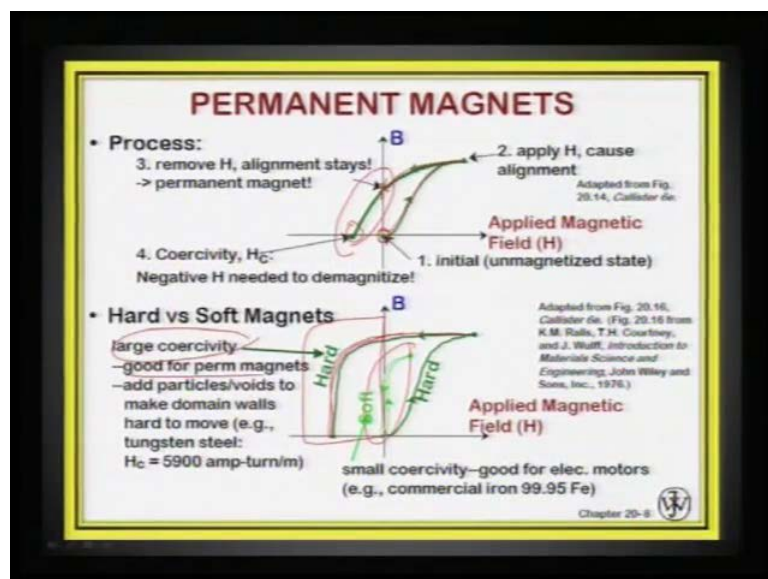 PERMANENT MAGNETS
• Process:
3. remove H, alignment stays!
-> permanent magnet!
B
2. apply H, cause
alignment
Adapted from Fig.
20.14, Callister 6e.
Applied Magnetic
Field (H)
4. Coercivity, HC:
Negative H needed to demagnitize!
1. initial (unmagnetized state)
• Hard vs Soft Magnets
large coercivity
–good for perm magnets
–add particles/voids to
make domain walls
hard to move (e.g.,
tungsten steel:
Hc = 5900 amp-turn/m)
B
Hard
Soft
Hard
Adapted from Fig. 20.16,
Callister 6e. (Fig. 20.16 from
K.M. Ralls, T.H. Courtney,
and J. Wulff, Introduction to
Materials Science and
Engineering, John Wiley and
Sons, Inc., 1976.)
Applied Magnetic
Field (H)
small coercivity–good for elec. motors
(e.g., commercial iron 99.95 Fe)
Chapter 20- 8